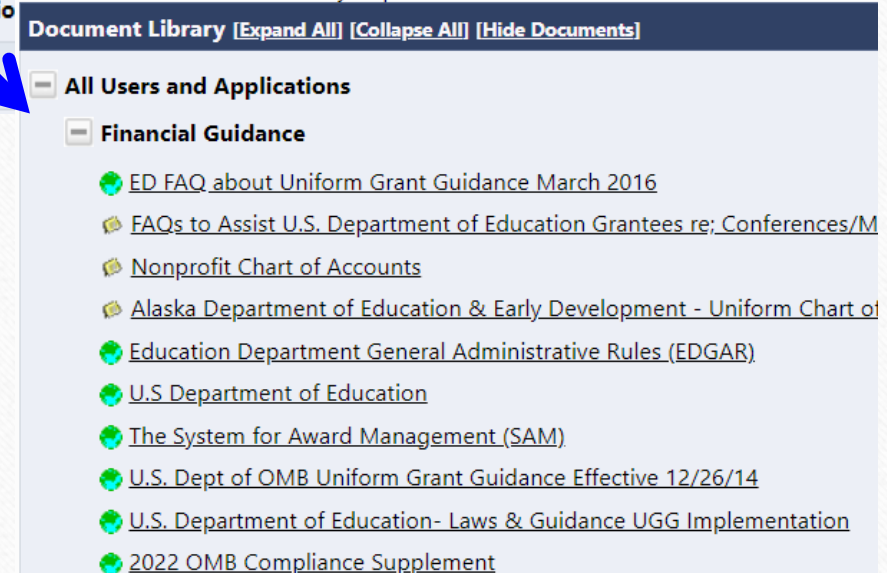 Document Library [Expand All] [Collapse All] [Hide Documents]
All Users and Applications
Financial Guidance
ED FAQ about Uniform Grant Guidance March 2016
FAQs to Assist U.S. Department of Education Grantees re; Conferences/M
Nonprofit Chart of Accounts
Alaska Department of Education & Early Development - Uniform Chart of
Education Department General Administrative Rules (EDGAR)
U.S Department of Education
The System for Award Management (SAM)
U.S. Dept of OMB Uniform Grant Guidance Effective 12/26/14
U.S. Department of Education- Laws & Guidance UGG Implementation
2022 OMB Compliance Supplement